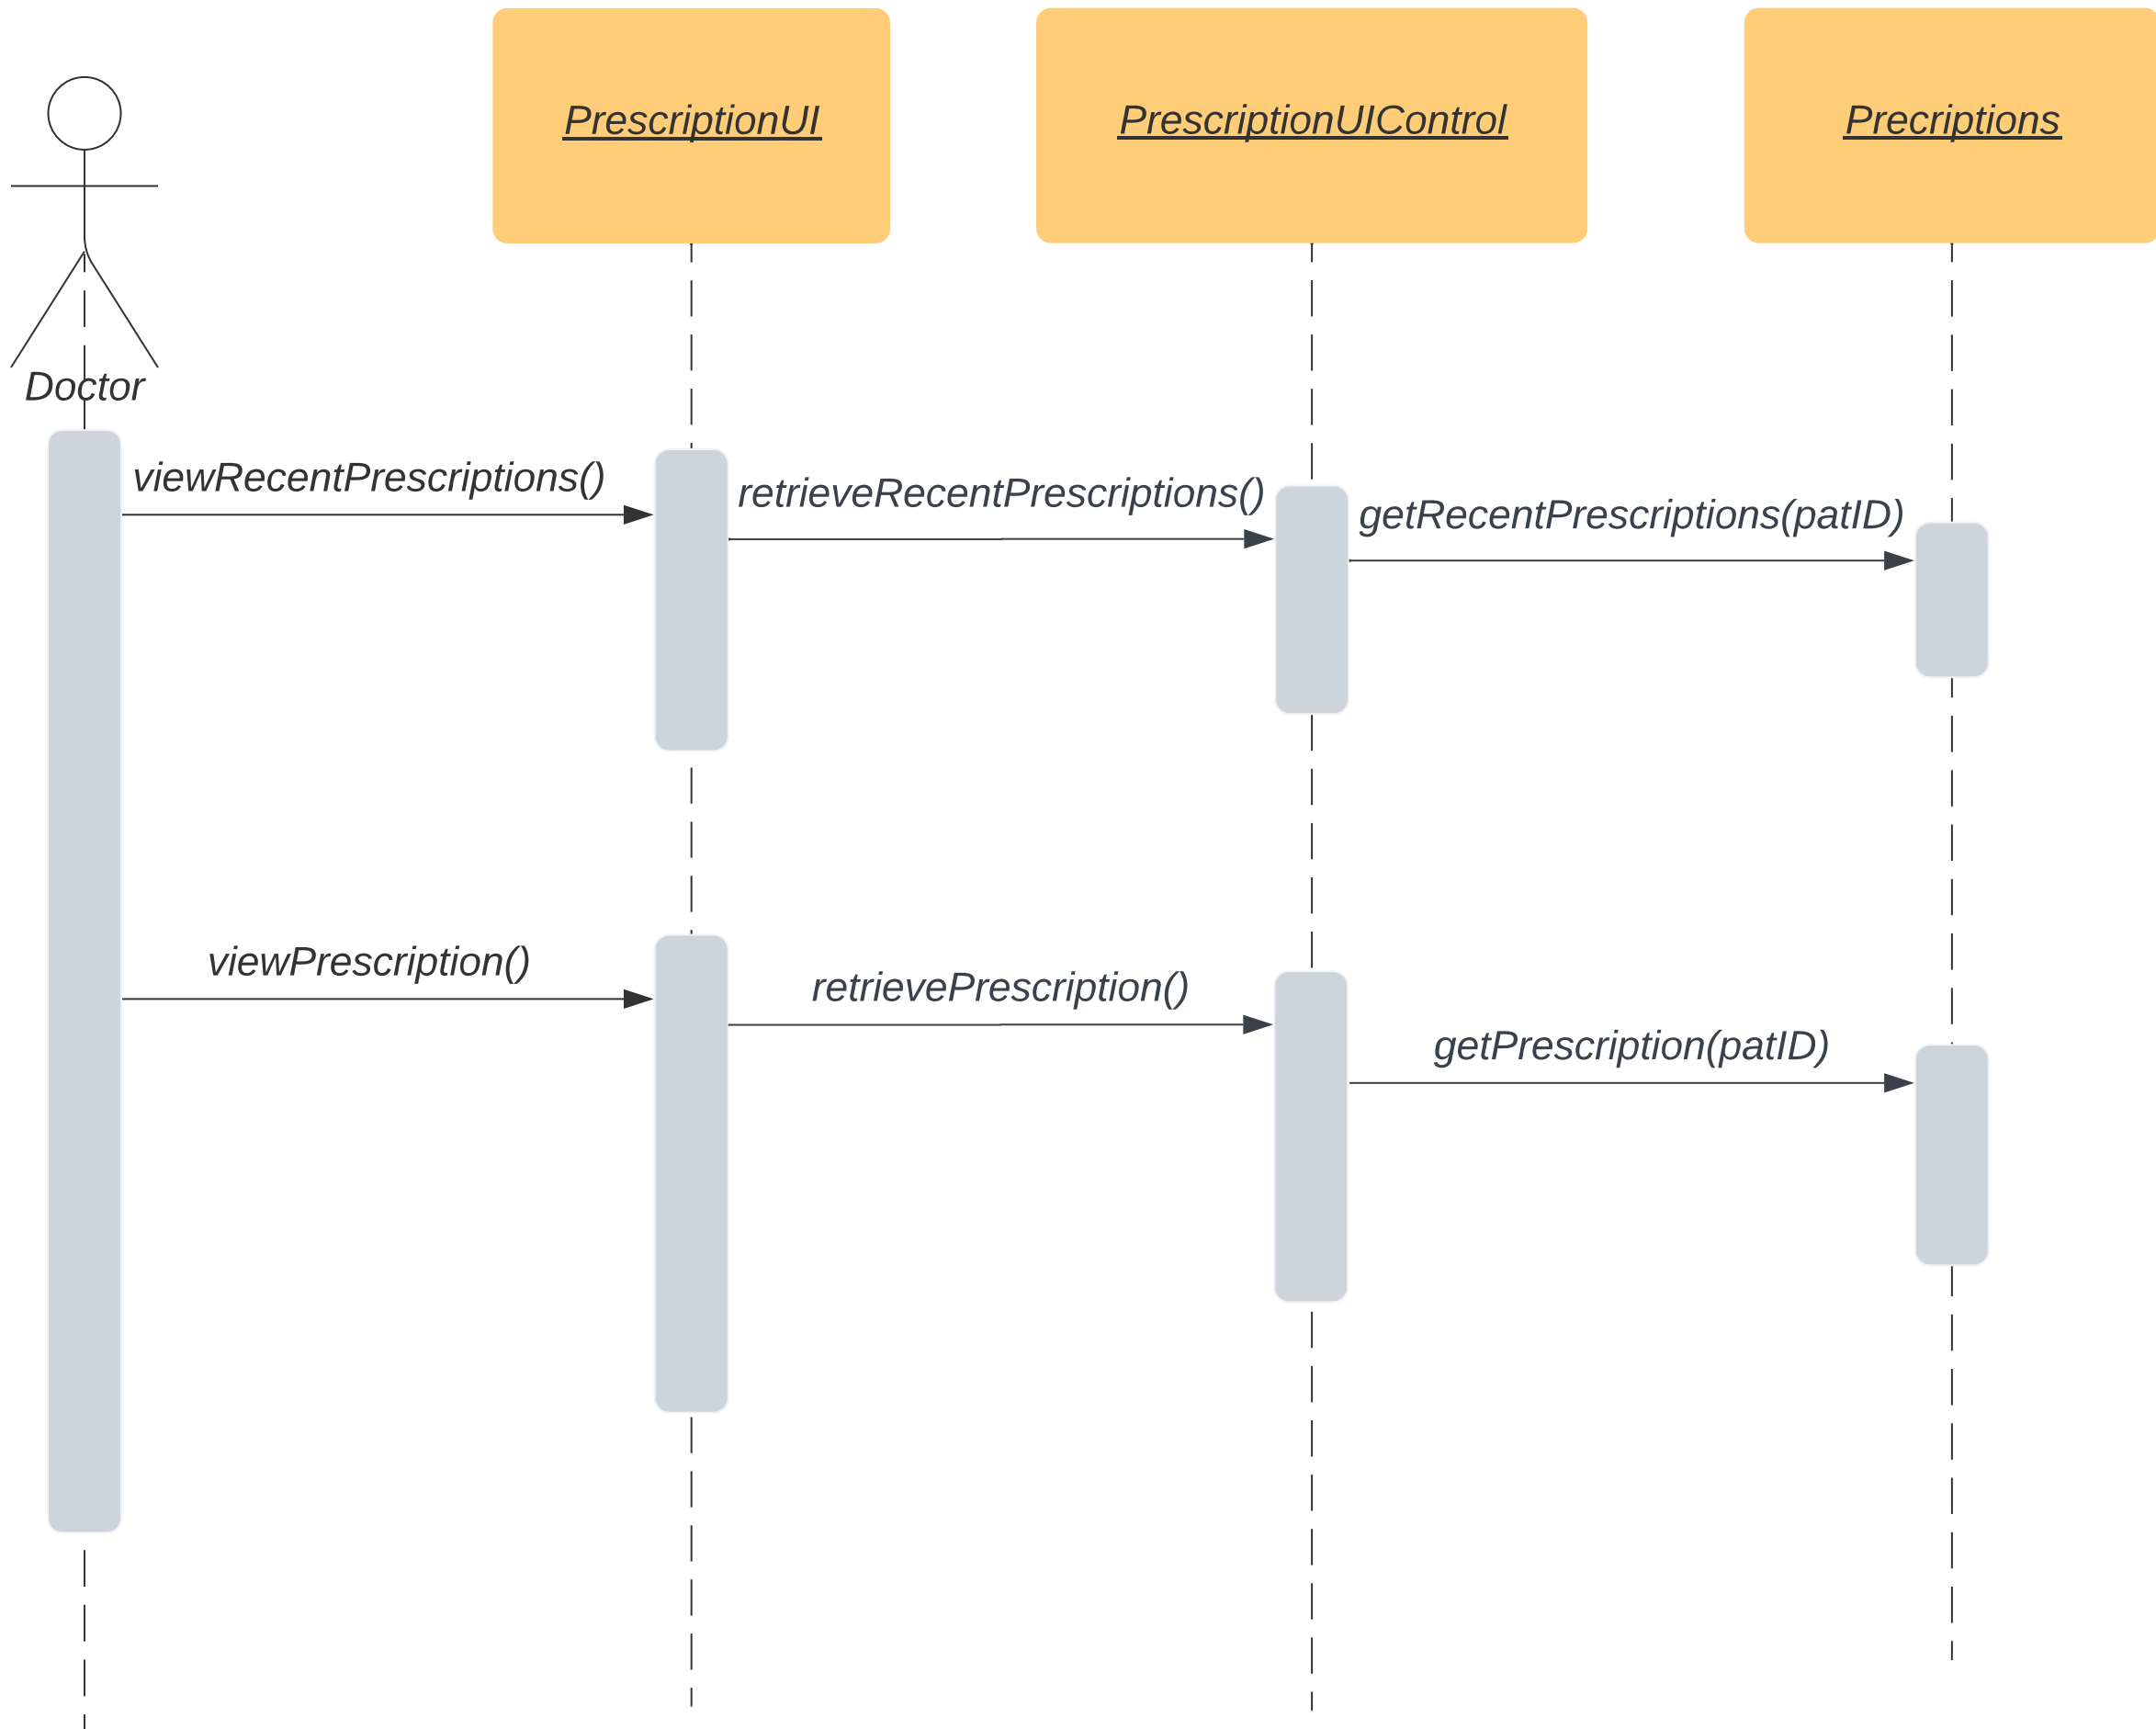 PrescriptionUI
PrescriptionUIControl
Precriptions
Doctor
viewRecentPrescriptions()
retrieveRecentPrescriptions()
getRecentPrescriptions(patID)
viewPrescription()
retrievePrescription()
getPrescription(patID)